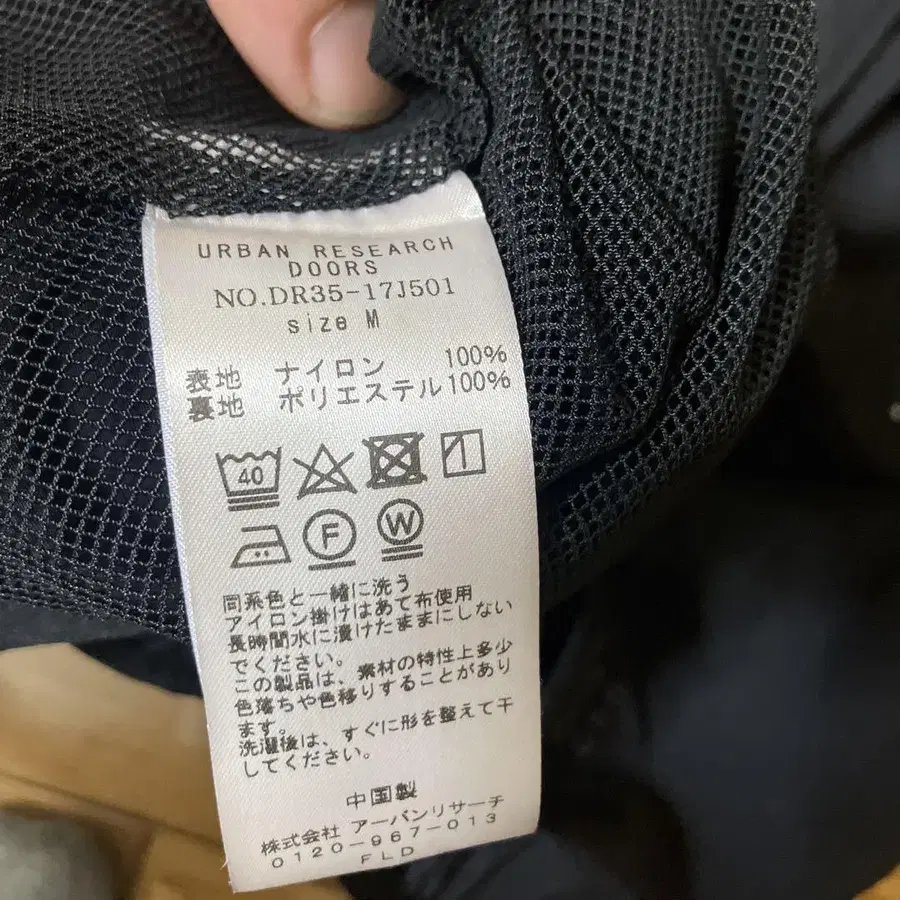 URBAN RESEARCH
DOORS
NO.DR35-17J501
size M
表地 ナイロン 100%
裏地 ポリエステル100%
40
F W
同系色と一緒に洗う
アイロン掛けはあて布使用
長時間水に漬けたままにしない
でください。
この製品は、素材の特性上多少
色落ちや色移りすることがあり
ます。
洗濯後は、すぐに形を整えて干
してください。
中国製
株式会社 アーバンリサーチ
0120-967-013
FLD